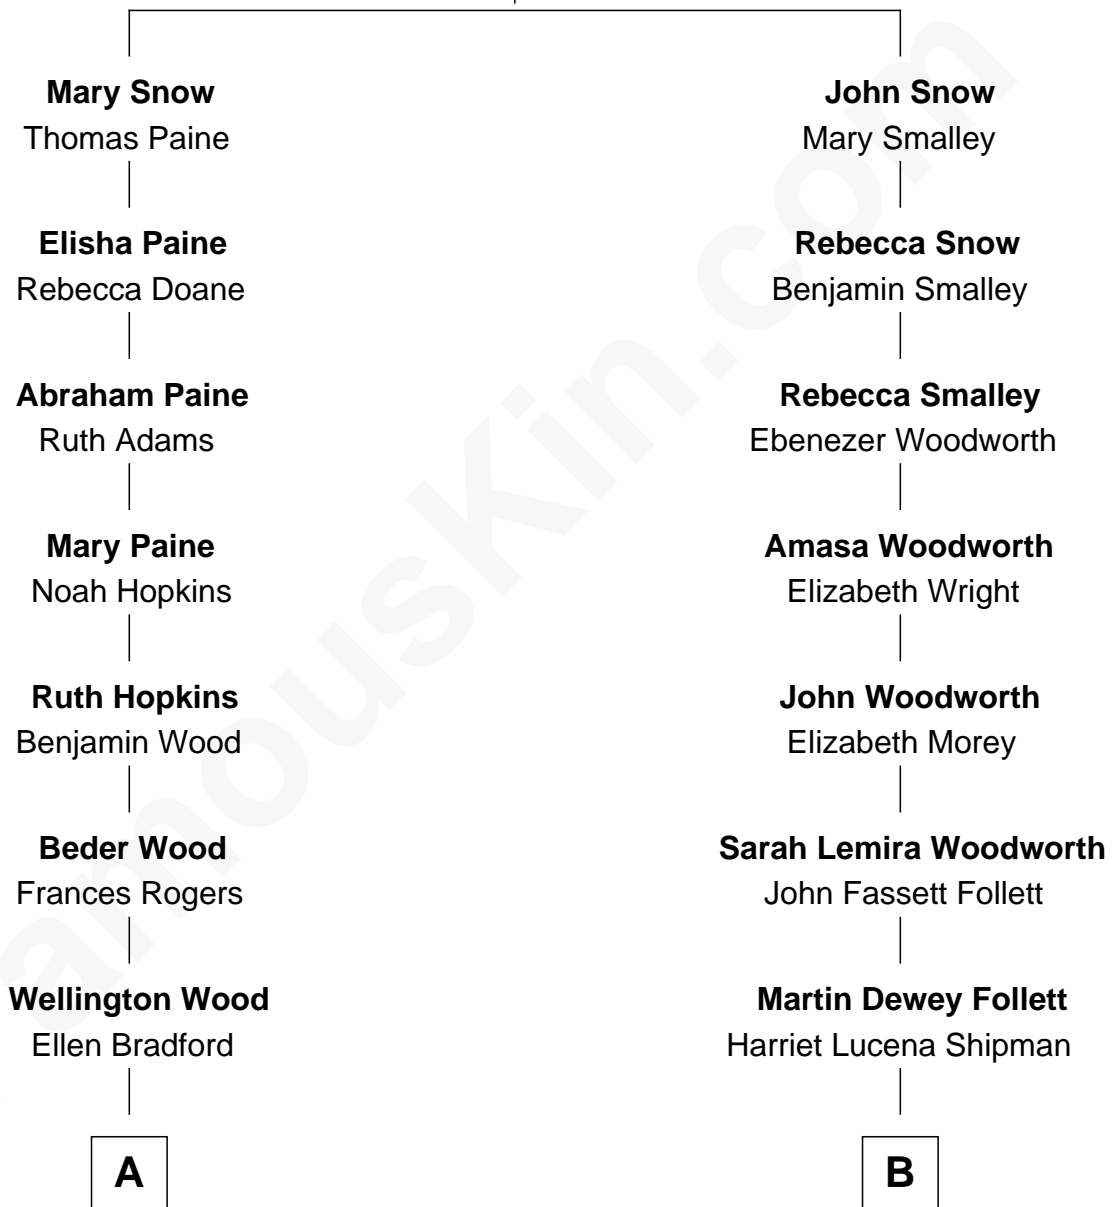 Mary Snow
Thomas Paine
Elisha Paine
Rebecca Doane
Abraham Paine
Ruth Adams
Mary Paine
Noah Hopkins
Ruth Hopkins
Benjamin Wood
Beder Wood
Frances Rogers
Wellington Wood
Ellen Bradford
A
John Snow
Mary Smalley
Rebecca Snow
Benjamin Smalley
Rebecca Smalley
Ebenezer Woodworth
Amasa Woodworth
Elizabeth Wright
John Woodworth
Elizabeth Morey
Sarah Lemira Woodworth
John Fassett Follett
Martin Dewey Follett
Harriet Lucena Shipman
B
amouskin.com